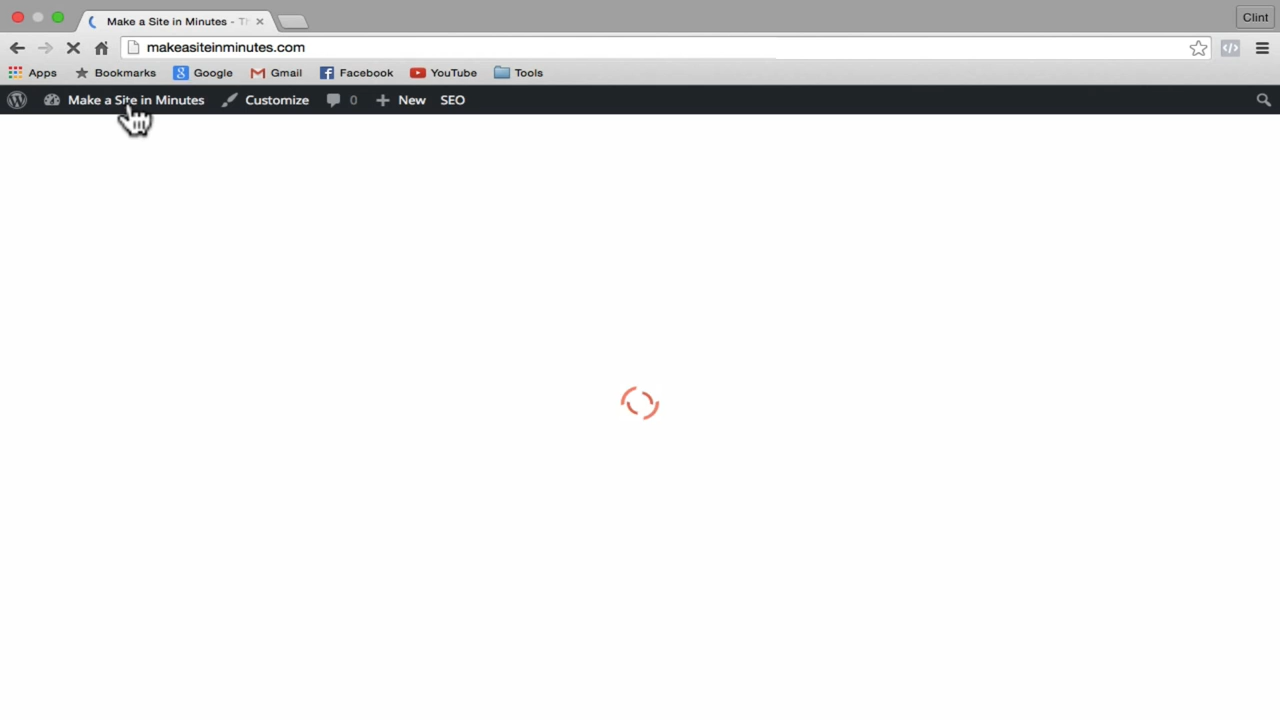 Make a Site in Minutes - Th
Clint
makeasiteinminutes.com
Apps Bookmarks Google Gmail Facebook YouTube Tools
Make a Site in Minutes Customize 0 New SEO